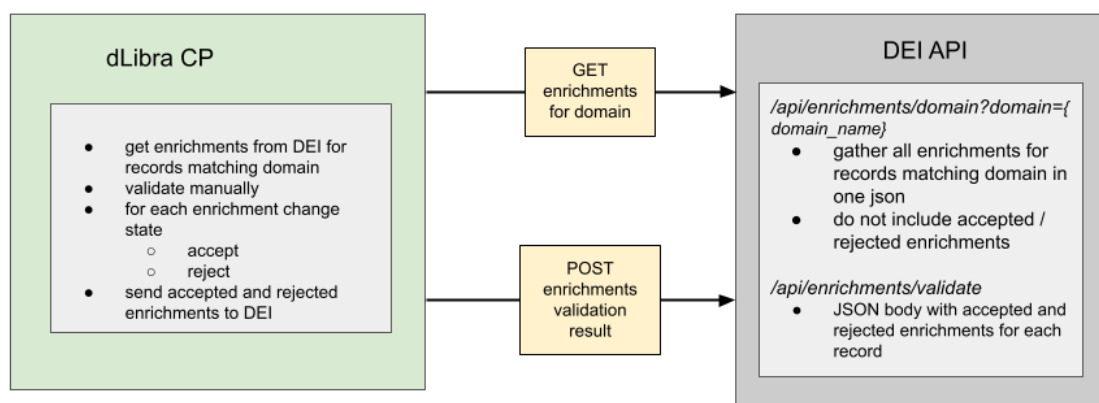 dLibra CP
● get enrichments from DEI for
records matching domain
● validate manually
● for each enrichment change
state
○ accept
○ reject
● send accepted and rejected
enrichments to DEI
GET
enrichments
for domain
POST
enrichments
validation
result
DEI API
/api/enrichments/domain?domain={
domain_name}
● gather all enrichments for
records matching domain in
one json
● do not include accepted /
rejected enrichments
/api/enrichments/validate
● JSON body with accepted and
rejected enrichments for each
record